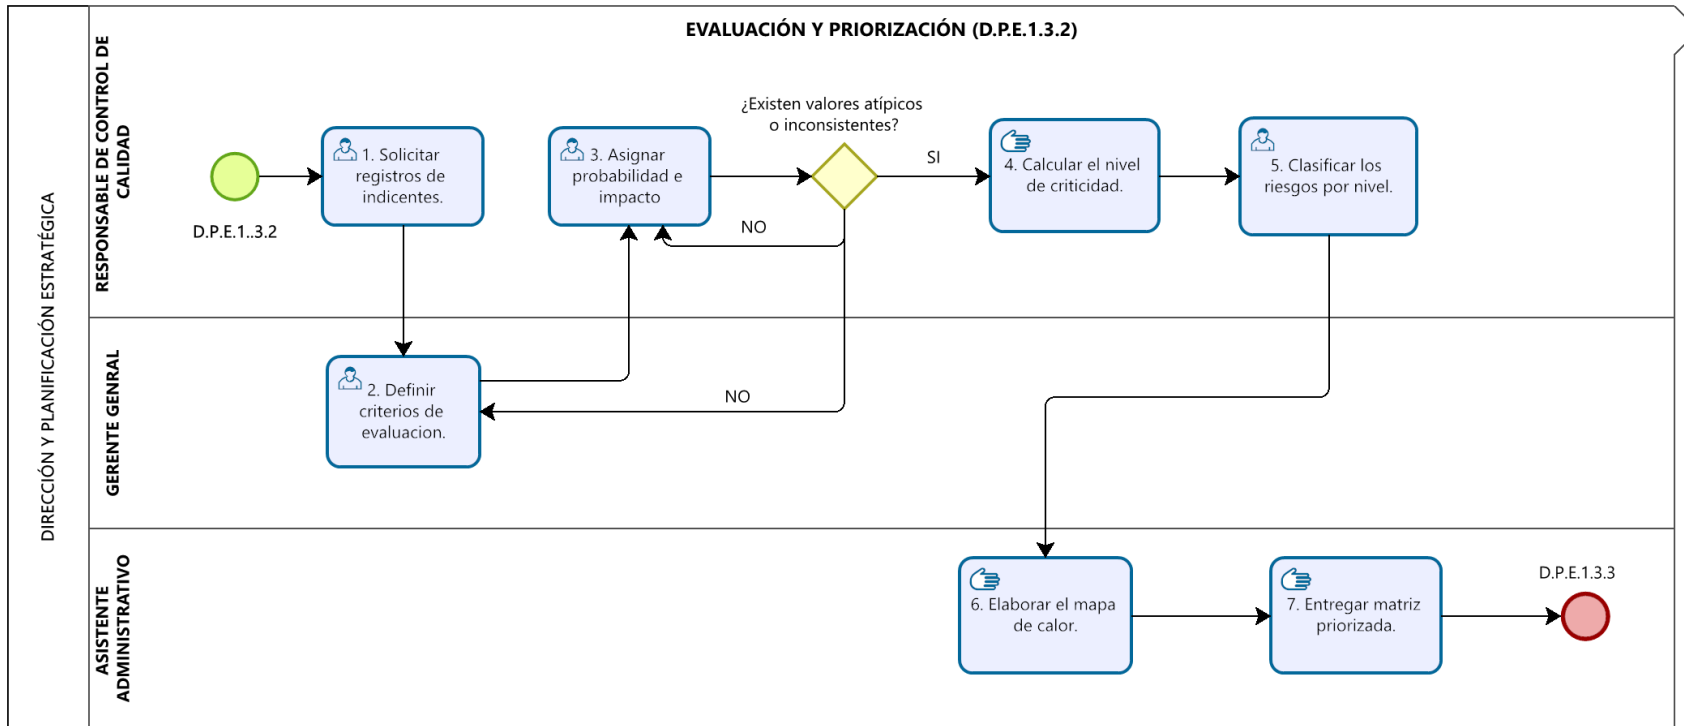 EVALUACIÓN Y PRIORIZACIÓN (D.P.E.1.3.2)
DIRECCIÓN Y PLANIFICACIÓN ESTRATÉGICA
RESPONSABLE DE CONTROL DE
CALIDAD
D.P.E.1..3.2
1. Solicitar
registros de
indicentes.
3. Asignar
probabilidad e
impacto
¿Existen valores atípicos
o inconsistentes?
SI
NO
4. Calcular el nivel
de criticidad.
5. Clasificar los
riesgos por nivel.
GERENTE GENRAL
2. Definir
criterios de
evaluacion.
NO
ASISTENTE
ADMINISTRATIVO
6. Elaborar el mapa
de calor.
7. Entregar matriz
priorizada.
D.P.E.1.3.3